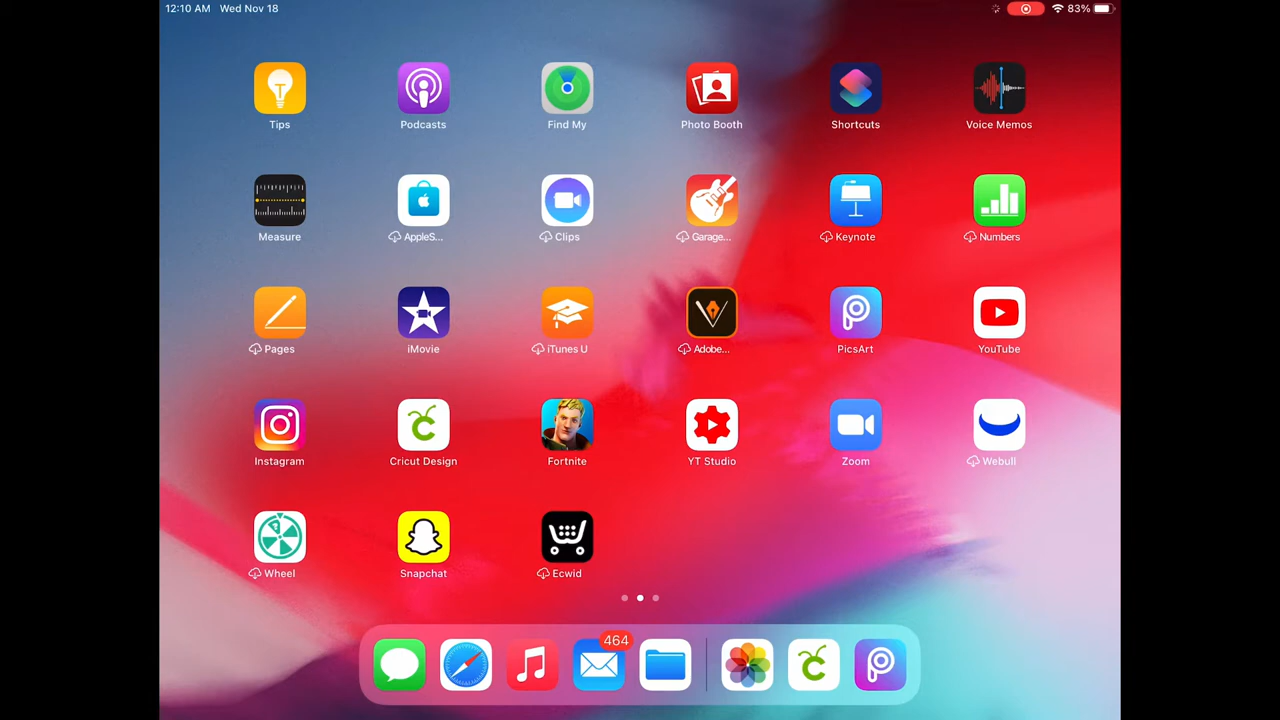 12:10 AM Wed Nov 18 83%
Tips Podcasts Find My Photo Booth Shortcuts Voice Memos
Measure AppleS... Clips Garage... Keynote Numbers
Pages iMovie iTunes U Adobe... PicsArt YouTube
Instagram Cricut Design Fortnite YT Studio Zoom Webull
Wheel Snapchat Ecwid
464